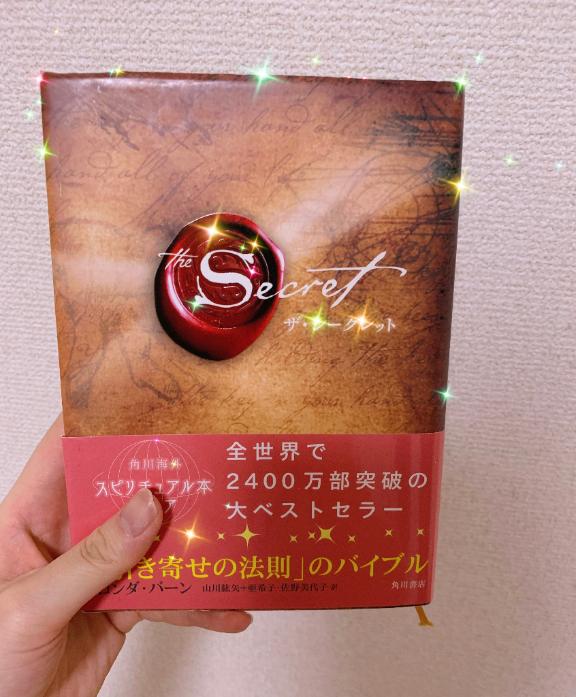 the Secret
ザ・シークレット
角川海外
スピリチュアル本
ア
全世界で
2400万部突破の
大ベストセラー
き寄せの法則」のバイブル
ロンダ・バーン 山川紘矢＋亜希子 佐野美代子 訳
角川書店